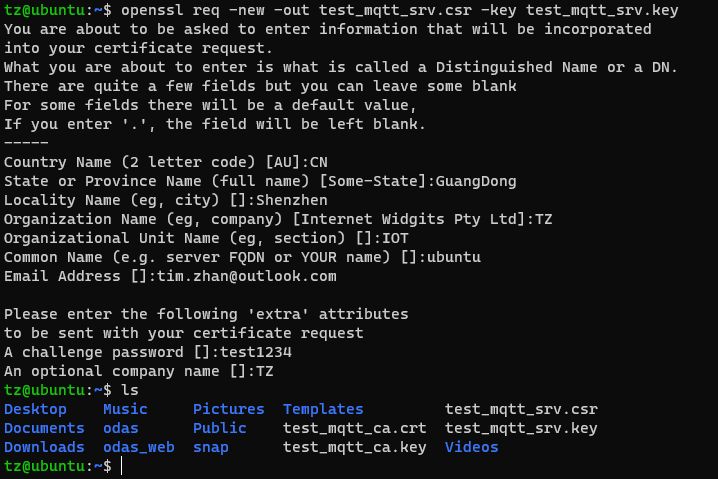 tz@ubuntu:~$ openssl req -new -out test_mqtt_srv.csr -key test_mqtt_srv.key
You are about to be asked to enter information that will be incorporated
into your certificate request.
What you are about to enter is what is called a Distinguished Name or a DN.
There are quite a few fields but you can leave some blank
For some fields there will be a default value,
If you enter '.', the field will be left blank.
-----
Country Name (2 letter code) [AU]:CN
State or Province Name (full name) [Some-State]:GuangDong
Locality Name (eg, city) []:Shenzhen
Organization Name (eg, company) [Internet Widgits Pty Ltd]:TZ
Organizational Unit Name (eg, section) []:IOT
Common Name (e.g. server FQDN or YOUR name) []:ubuntu
Email Address []:tim.zhan@outlook.com

Please enter the following 'extra' attributes
to be sent with your certificate request
A challenge password []:test1234
An optional company name []:TZ
tz@ubuntu:~$ ls
Desktop    Music     Pictures  Templates         test_mqtt_srv.csr
Documents  odas      Public    test_mqtt_ca.crt  test_mqtt_srv.key
Downloads  odas_web  snap      test_mqtt_ca.key  Videos
tz@ubuntu:~$